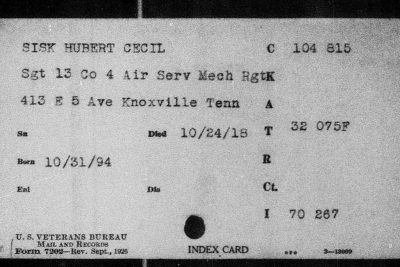 SISK HUBERT CECIL C 104 815
Sgt 13 Co 4 Air Serv Mech Rgt K
413 E 5 Ave Knoxville Tenn A
Sn Died 10/24/18 T 32 075F
Born 10/31/94 R
Enl Dis Ct.
I 70 267
U. S. VETERANS BUREAU
MAIL AND RECORDS
Form 7202—Rev. Sept., 1926 INDEX CARD